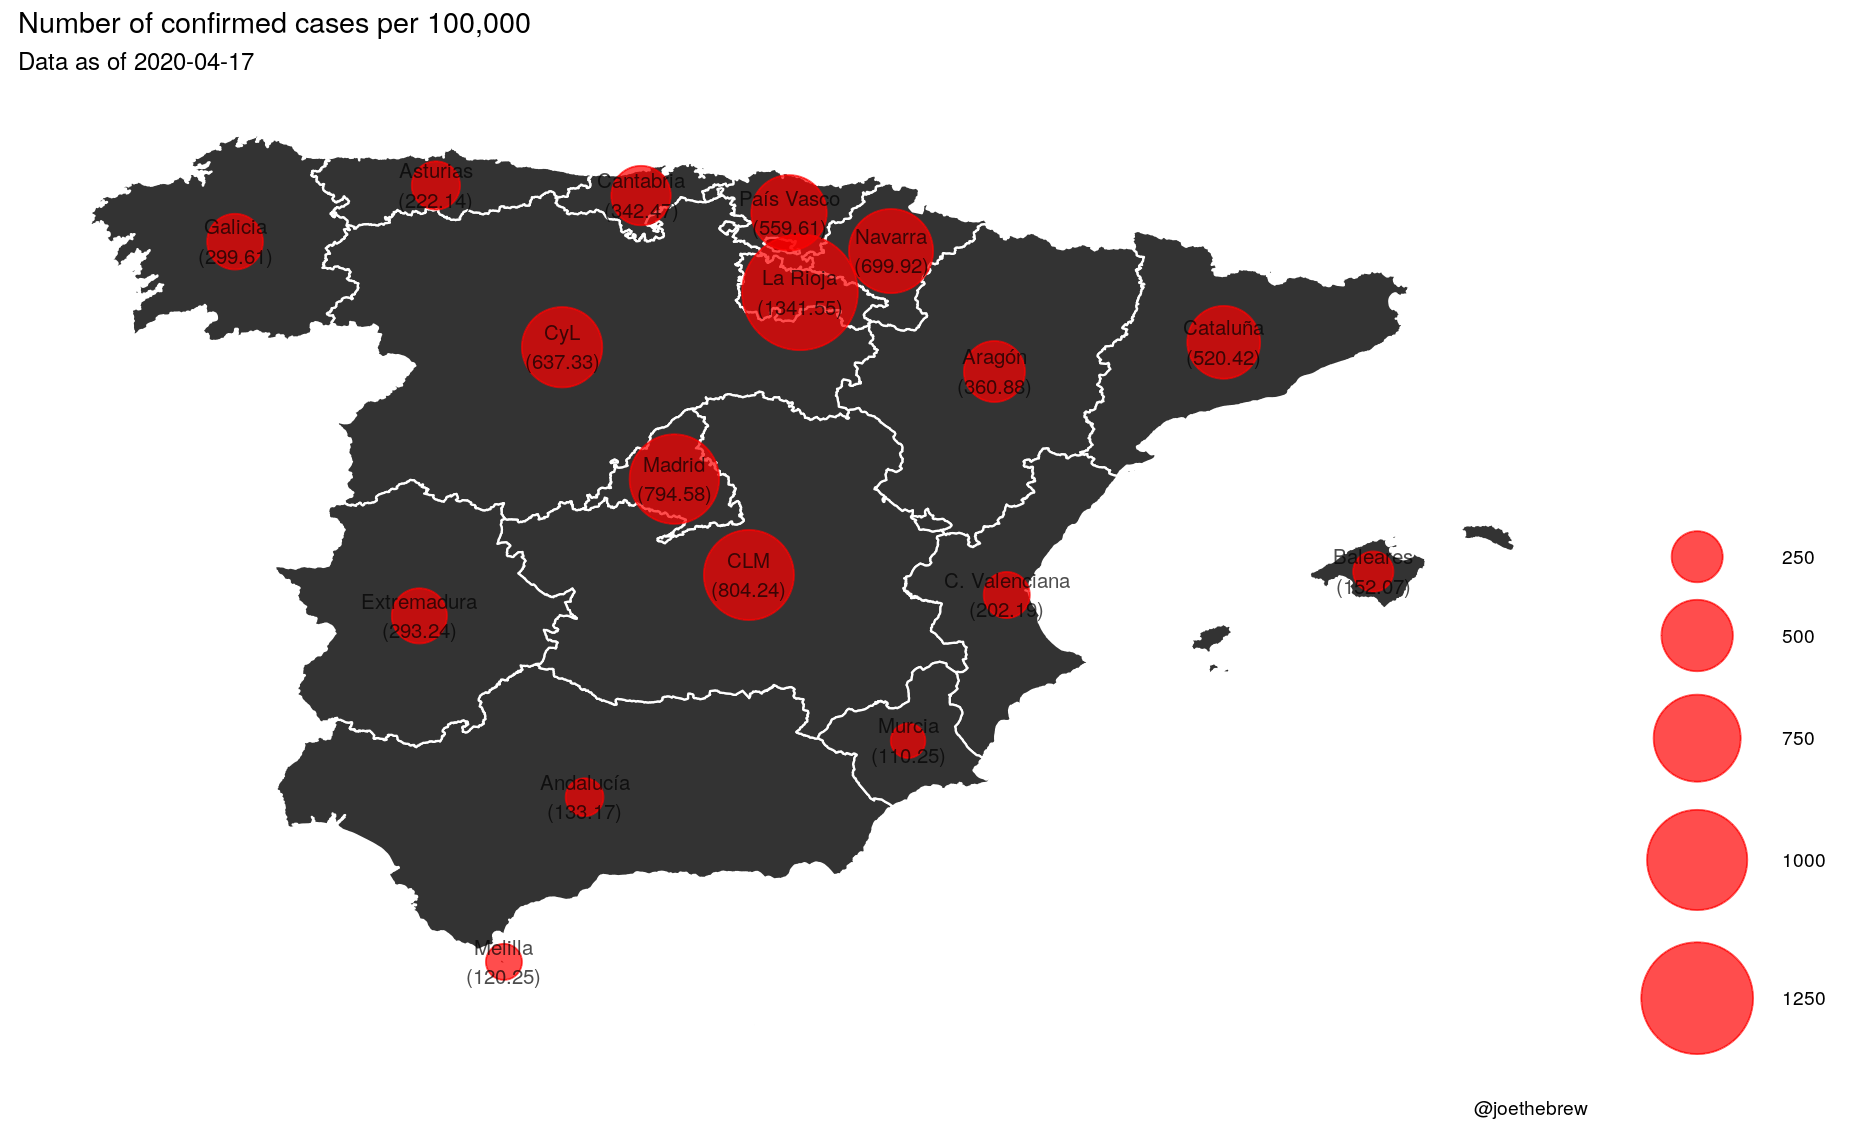 Number of confirmed cases per 100,000
Data as of 2020-04-17
Asturias
(222.14)
Cantabria
(342.47)
País Vasco
(559.61)
Galicia
(299.61)
Navarra
(699.92)
La Rioja
(1341.55)
CyL
(637.33)
Cataluña
(520.42)
Aragón
(360.88)
Madrid
(794.58)
CLM
(804.24)
Baleares
(152.07)
C. Valenciana
(202.19)
Extremadura
(293.24)
Murcia
(110.25)
Andalucía
(133.17)
Melilla
(120.25)
250
500
750
1000
1250
@joethebrew